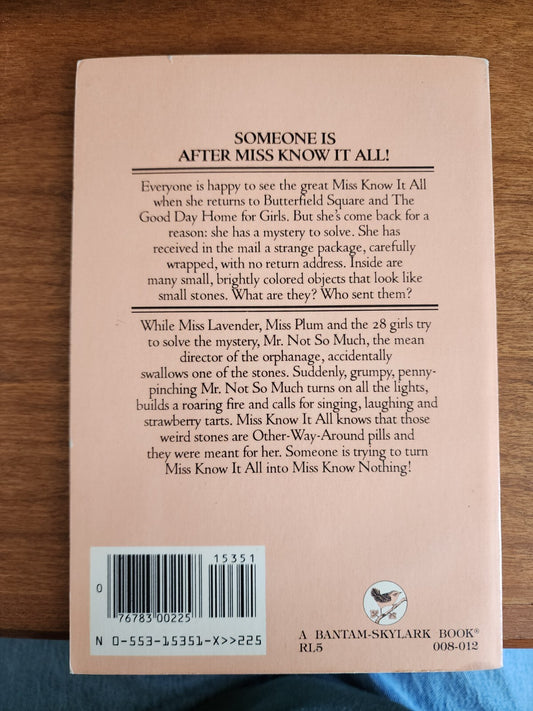 SOMEONE IS
AFTER MISS KNOW IT ALL!
Everyone is happy to see the great Miss Know It All
when she returns to Butterfield Square and The
Good Day Home for Girls. But she's come back for a
reason: she has a mystery to solve. She has
received in the mail a strange package, carefully
wrapped, with no return address. Inside are
many small, brightly colored objects that look like
small stones. What are they? Who sent them?
While Miss Lavender, Miss Plum and the 28 girls try
to solve the mystery, Mr. Not So Much, the mean
director of the orphanage, accidentally
swallows one of the stones. Suddenly, grumpy, penny-
pinching Mr. Not So Much turns on all the lights,
builds a roaring fire and calls for singing, laughing and
strawberry tarts. Miss Know It All knows that those
weird stones are Other-Way-Around pills and
they were meant for her. Someone is trying to turn
Miss Know It All into Miss Know Nothing!
15351
0
76783 00225
N 0-553-15351-X>>225
A BANTAM-SKYLARK BOOK®
RL5 008-012